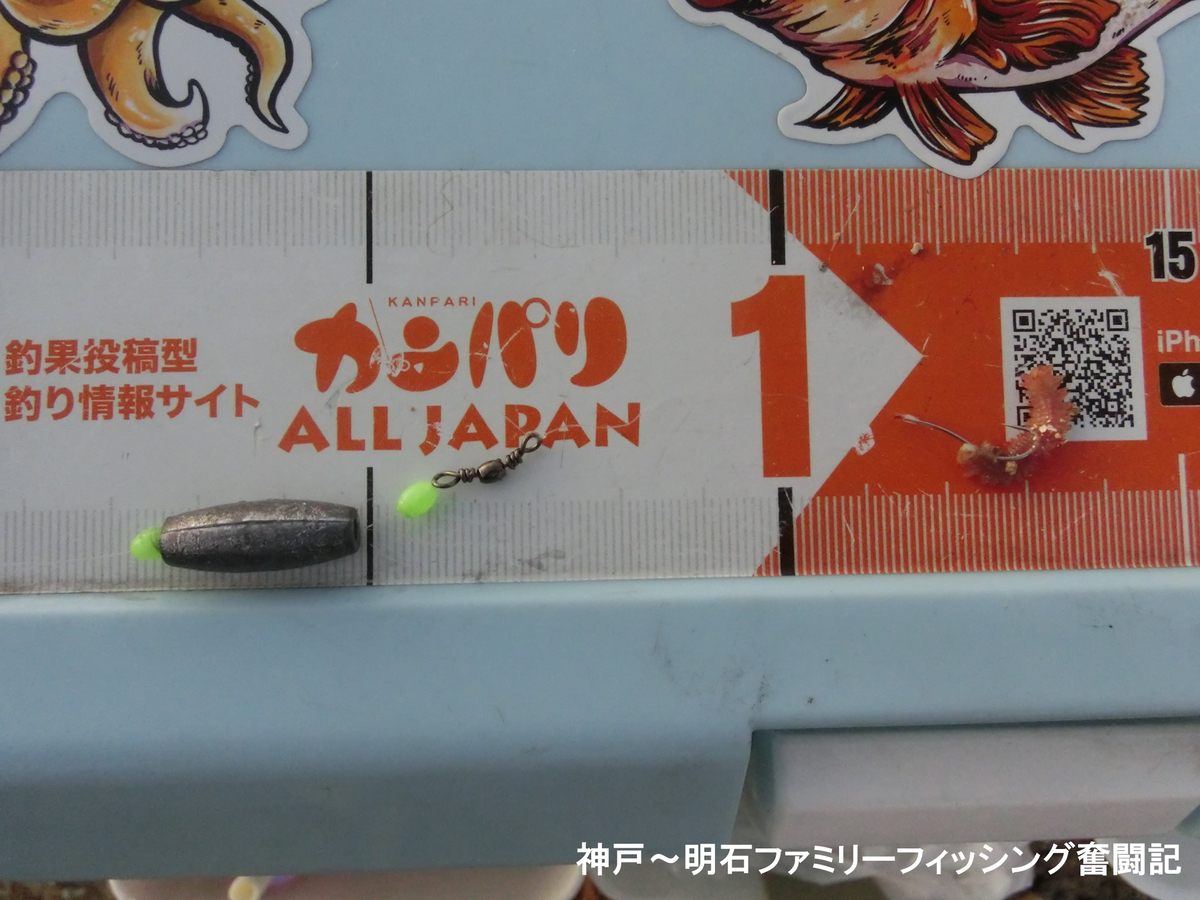 KANPARI
カンパリ
ALL JAPAN
釣果投稿型
釣り情報サイト
1
15
iPh
神戸～明石ファミリーフィッシング奮闘記